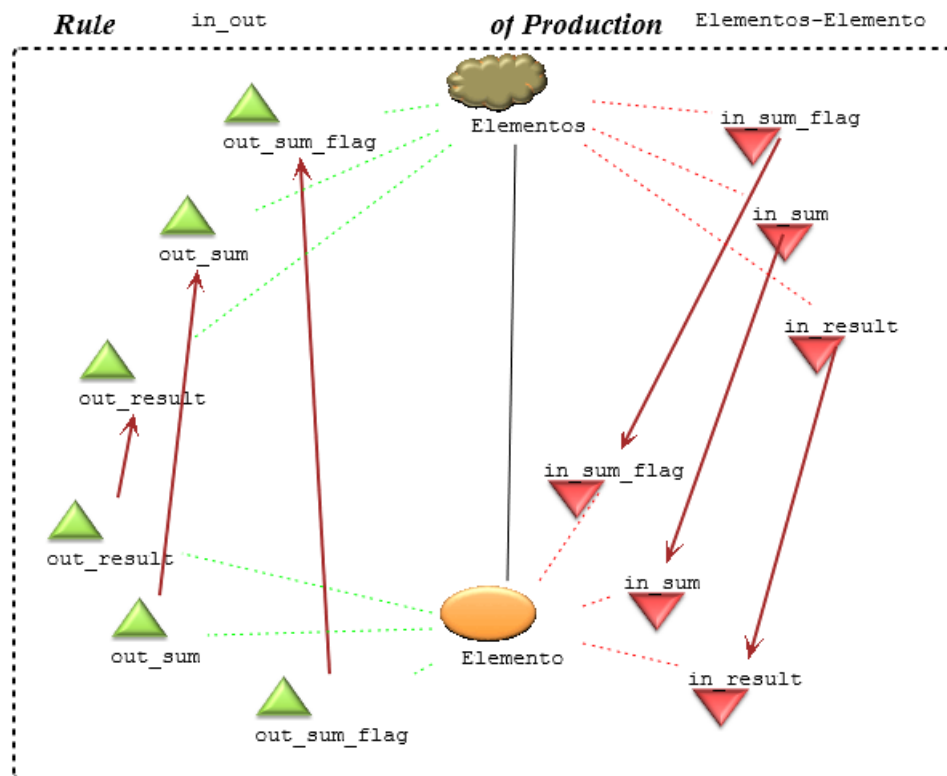 Rule in_out of Production Elementos-Elemento
Elementos
in_sum_flag
out_sum_flag
in_sum
out_sum
in_result
out_result
in_sum_flag
out_result
in_sum
out_sum
Elemento
in_result
out_sum_flag